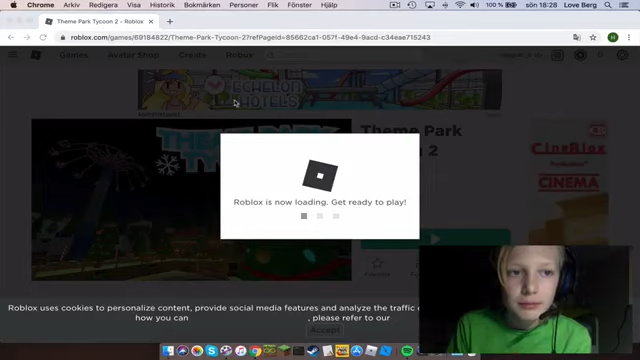 Chrome Arkiv Redigera Visa Historik Bokmärken Personer Flik Fönster Hjälp 100 % sön 18:28 Love Berg
Theme Park Tycoon 2 - Roblox
roblox.com/games/69184822/Theme-Park-Tycoon-2?refPageId=85662ca1-057f-49e4-9acd-c34eae715243
Games Avatar Shop Create Robux
ECHELON
HOTELS
Theme Park
CineBlox
CINEMA
Roblox is now loading. Get ready to play!
Favorite
Roblox uses cookies to personalize content, provide social media features and analyze the traffic
how you can , please refer to our
Accept